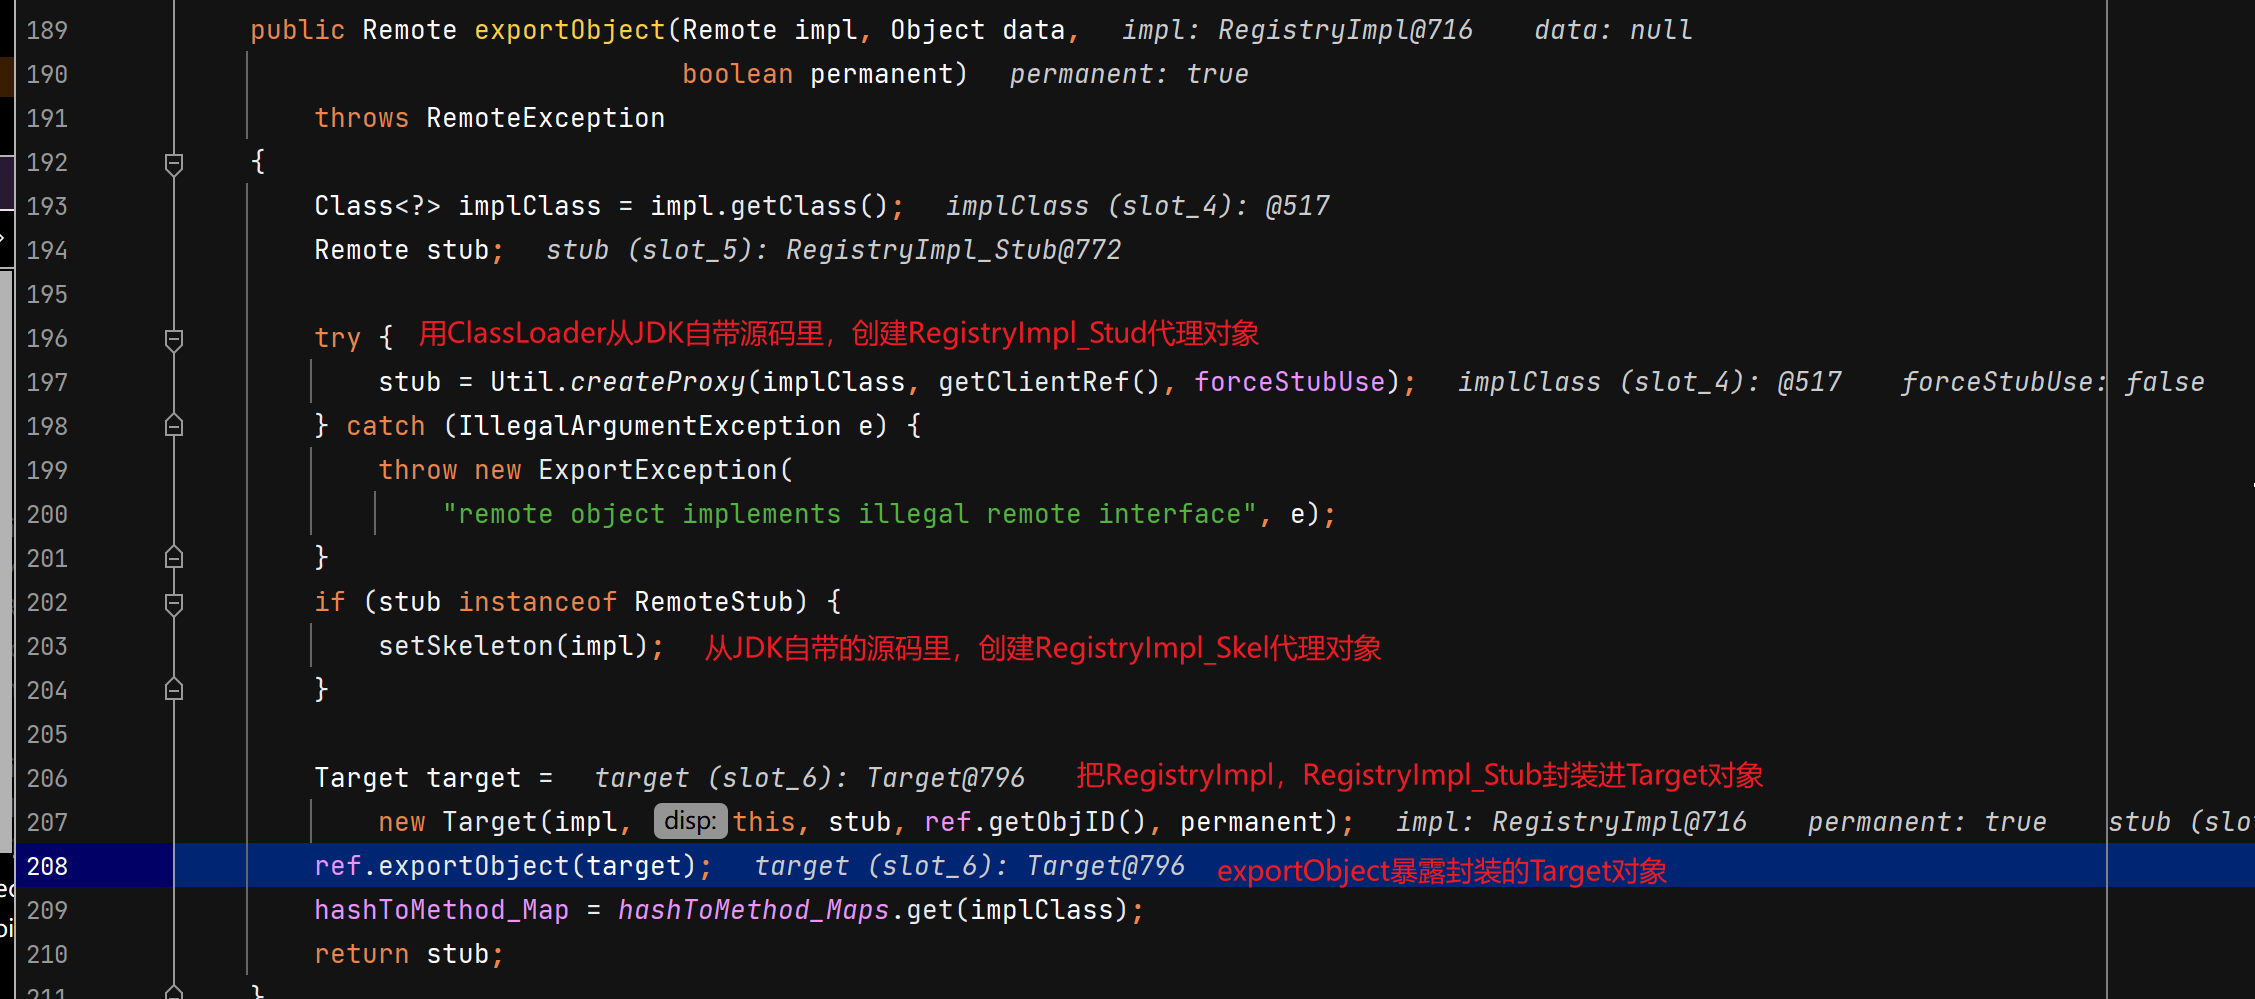 189 public Remote exportObject(Remote impl, Object data, impl: RegistryImpl@716 data: null
190 boolean permanent) permanent: true
191 throws RemoteException
192 {
193 Class<?> implClass = impl.getClass(); implClass (slot_4): @517
194 Remote stub; stub (slot_5): RegistryImpl_Stub@772
195
196 try { 用ClassLoader从JDK自带源码里，创建RegistryImpl_Stud代理对象
197 stub = Util.createProxy(implClass, getClientRef(), forceStubUse); implClass (slot_4): @517 forceStubUse: false
198 } catch (IllegalArgumentException e) {
199 throw new ExportException(
200 "remote object implements illegal remote interface", e);
201 }
202 if (stub instanceof RemoteStub) {
203 setSkeleton(impl); 从JDK自带的源码里，创建RegistryImpl_Skel代理对象
204 }
205
206 Target target = target (slot_6): Target@796 把RegistryImpl，RegistryImpl_Stub封装进Target对象
207 new Target(impl, disp: this, stub, ref.getObjID(), permanent); impl: RegistryImpl@716 permanent: true stub (slo
208 ref.exportObject(target); target (slot_6): Target@796 exportObject暴露封装的Target对象
209 hashToMethod_Map = hashToMethod_Maps.get(implClass);
210 return stub;
211 }